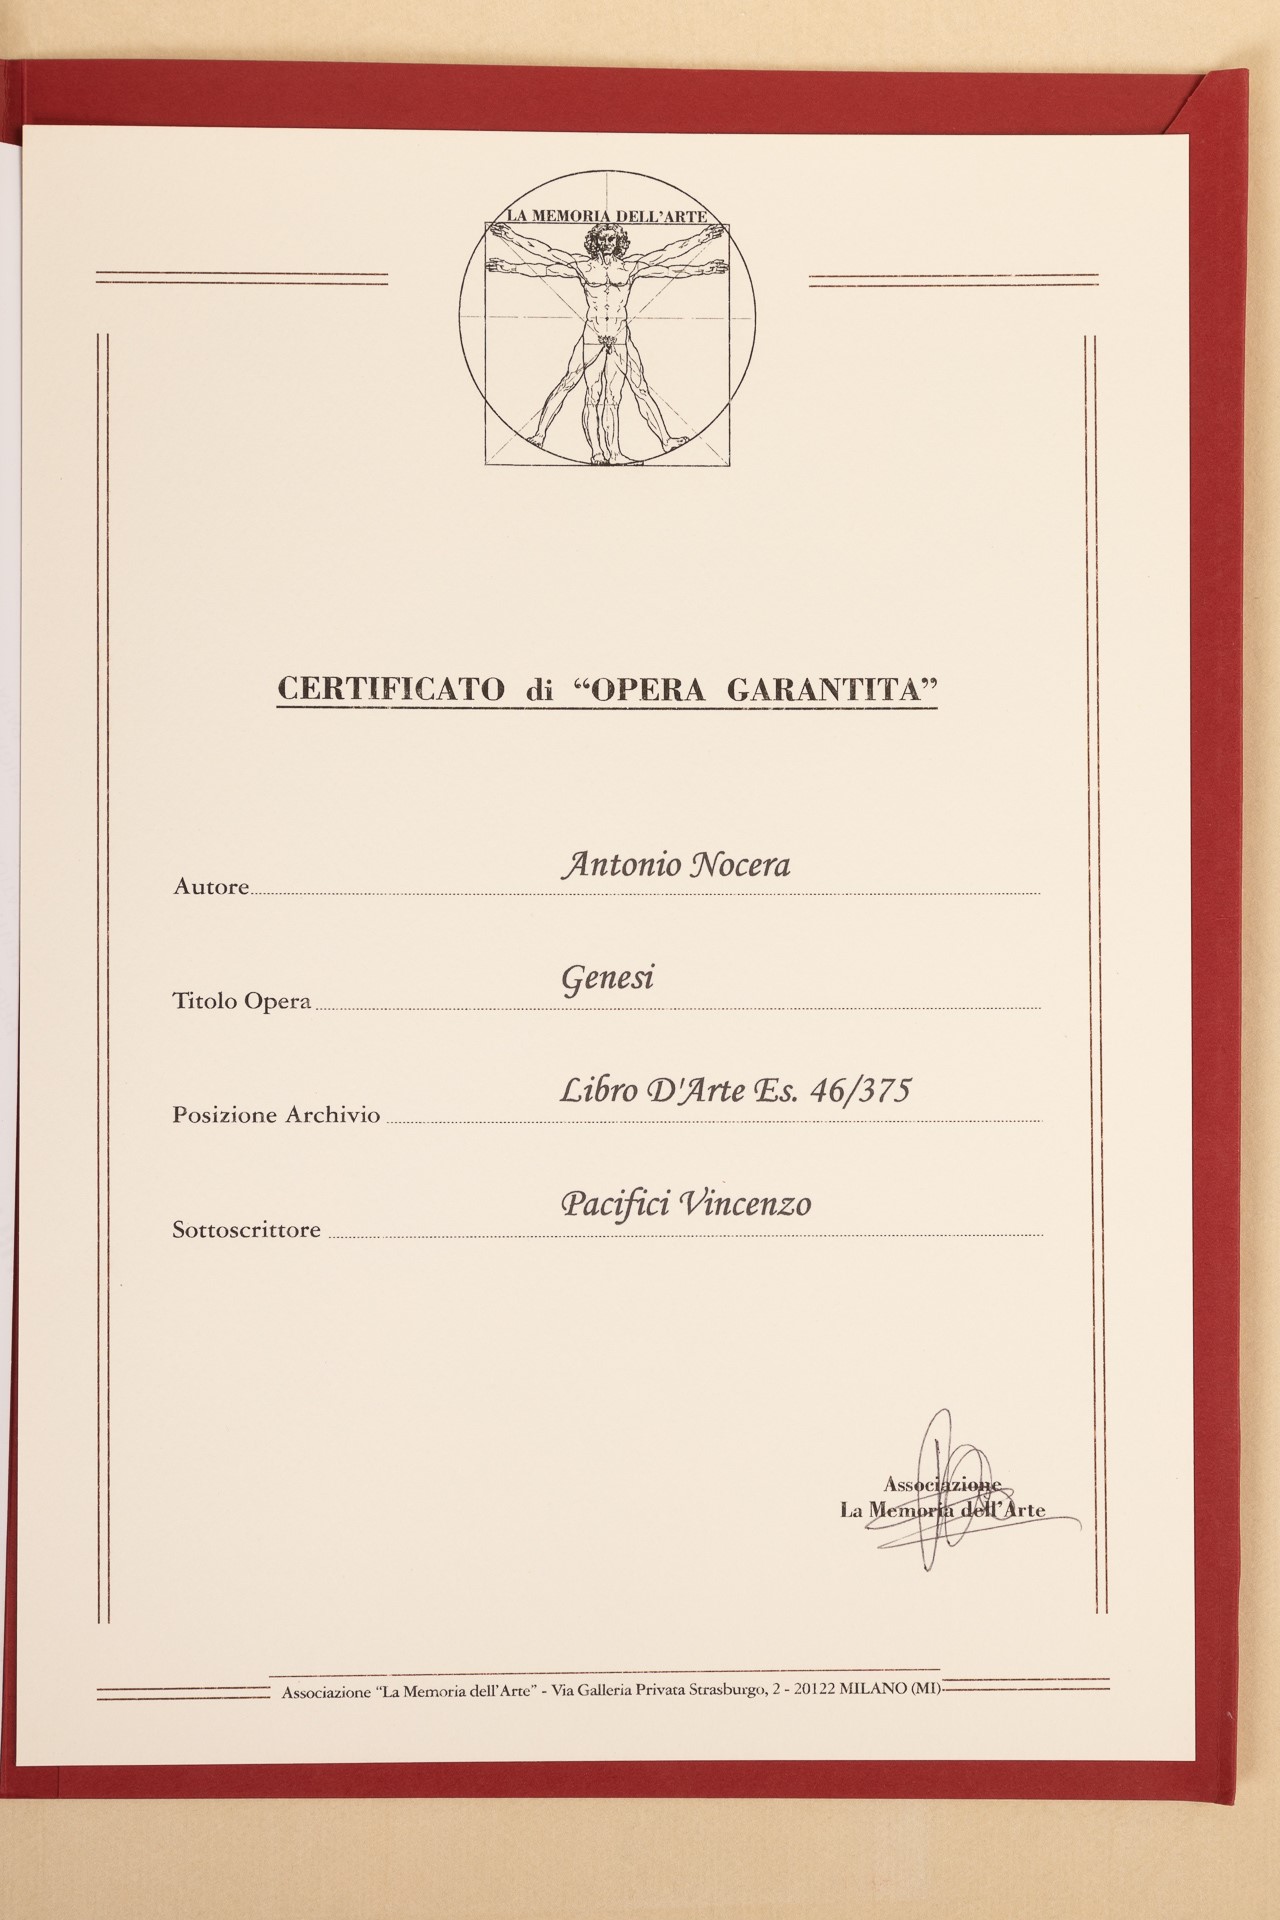 LA MEMORIA DELL'ARTE
CERTIFICATO di “OPERA GARANTITA”
Antonio Nocera
Autore
Genesi
Titolo Opera
Libro D'Arte Es. 46/375
Posizione Archivio
Pacifici Vincenzo
Sottoscrittore
Associazione
La Memoria dell'Arte
Associazione “La Memoria dell'Arte” - Via Galleria Privata Strasburgo, 2 - 20122 MILANO (MI)